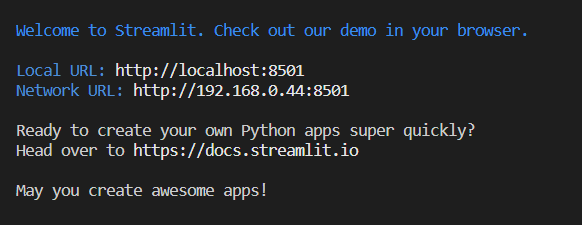 Welcome to Streamlit. Check out our demo in your browser.
Local URL: http://localhost:8501
Network URL: http://192.168.0.44:8501
Ready to create your own Python apps super quickly?
Head over to https://docs.streamlit.io
May you create awesome apps!